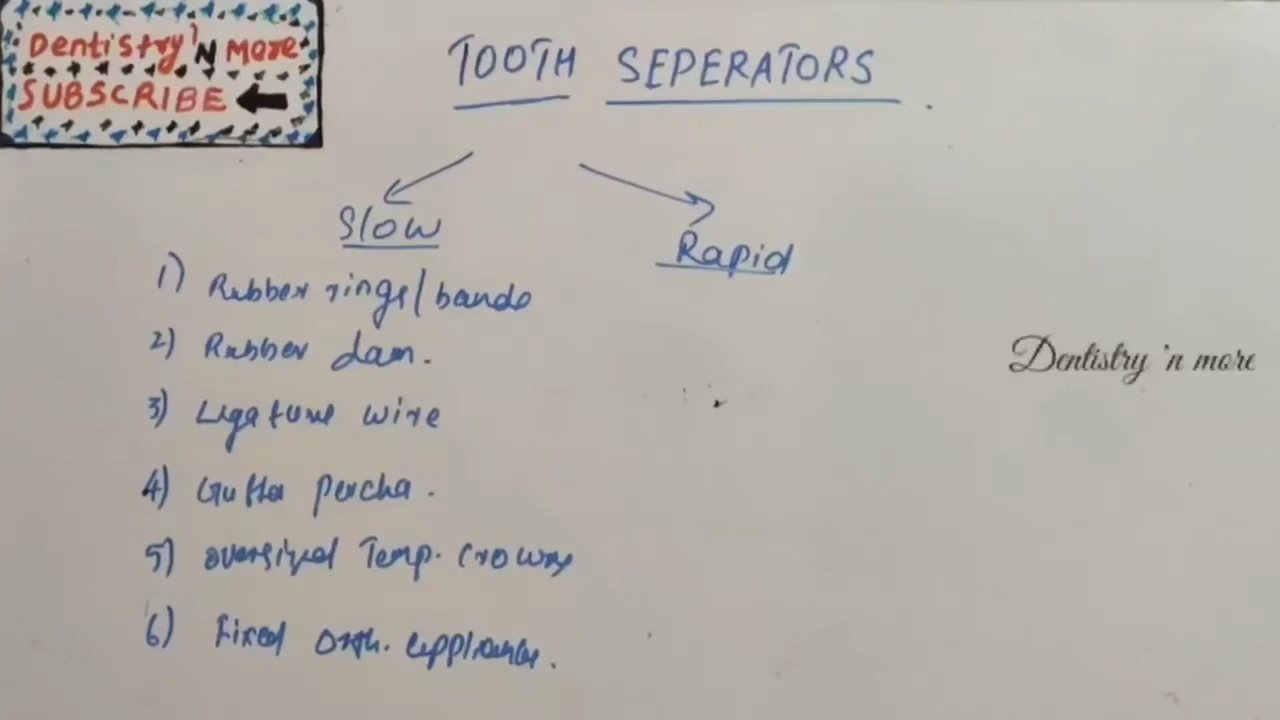 Dentistry 'N More
SUBSCRIBE
TOOTH SEPERATORS.
Slow
Rapid
1) Rubber rings/bands
2) Rubber dam.
3) Ligature wire
4) Gutta percha.
5) Oversized Temp. Crowns
6) Fixed Orth. appliances.
Dentistry 'n more